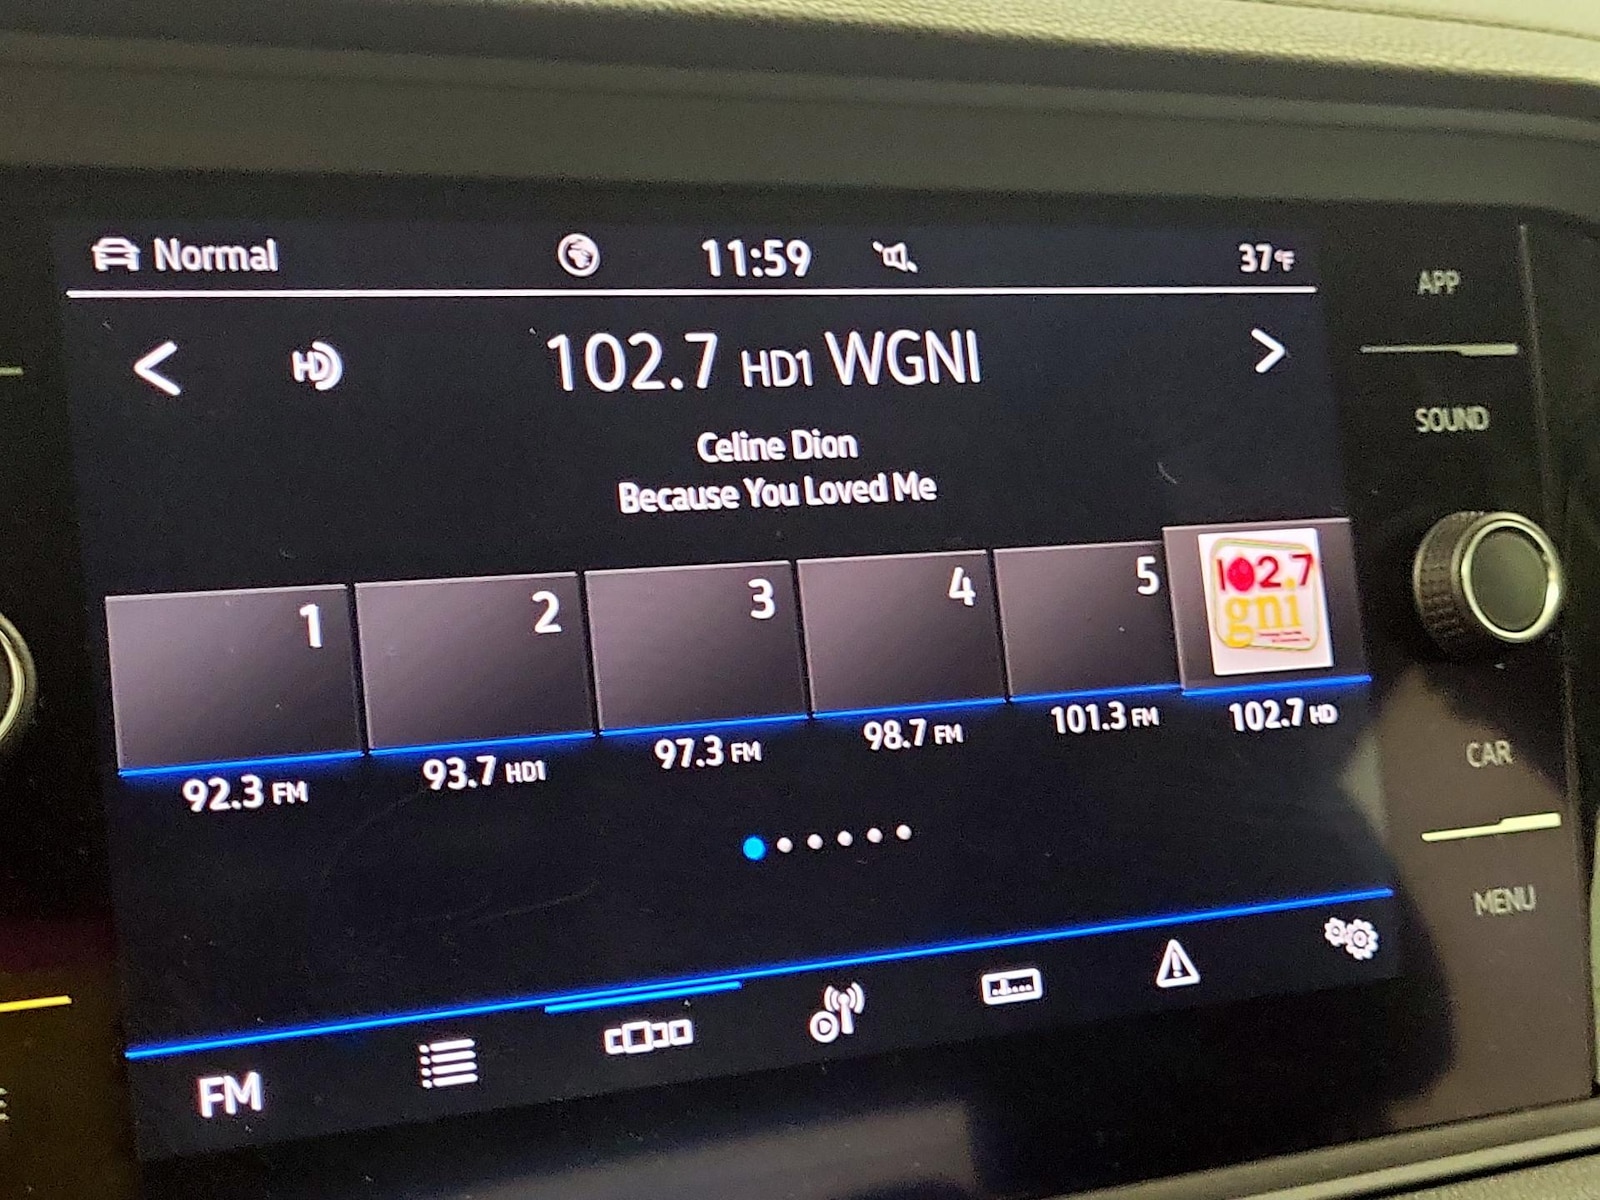 Normal 11:59 37°F
APP
HD 102.7 HD1 WGNI
SOUND
Celine Dion
Because You Loved Me
1 2 3 4 5
102.7
gni
92.3 FM 93.7 HD1 97.3 FM 98.7 FM 101.3 FM 102.7 HD
CAR
MENU
FM